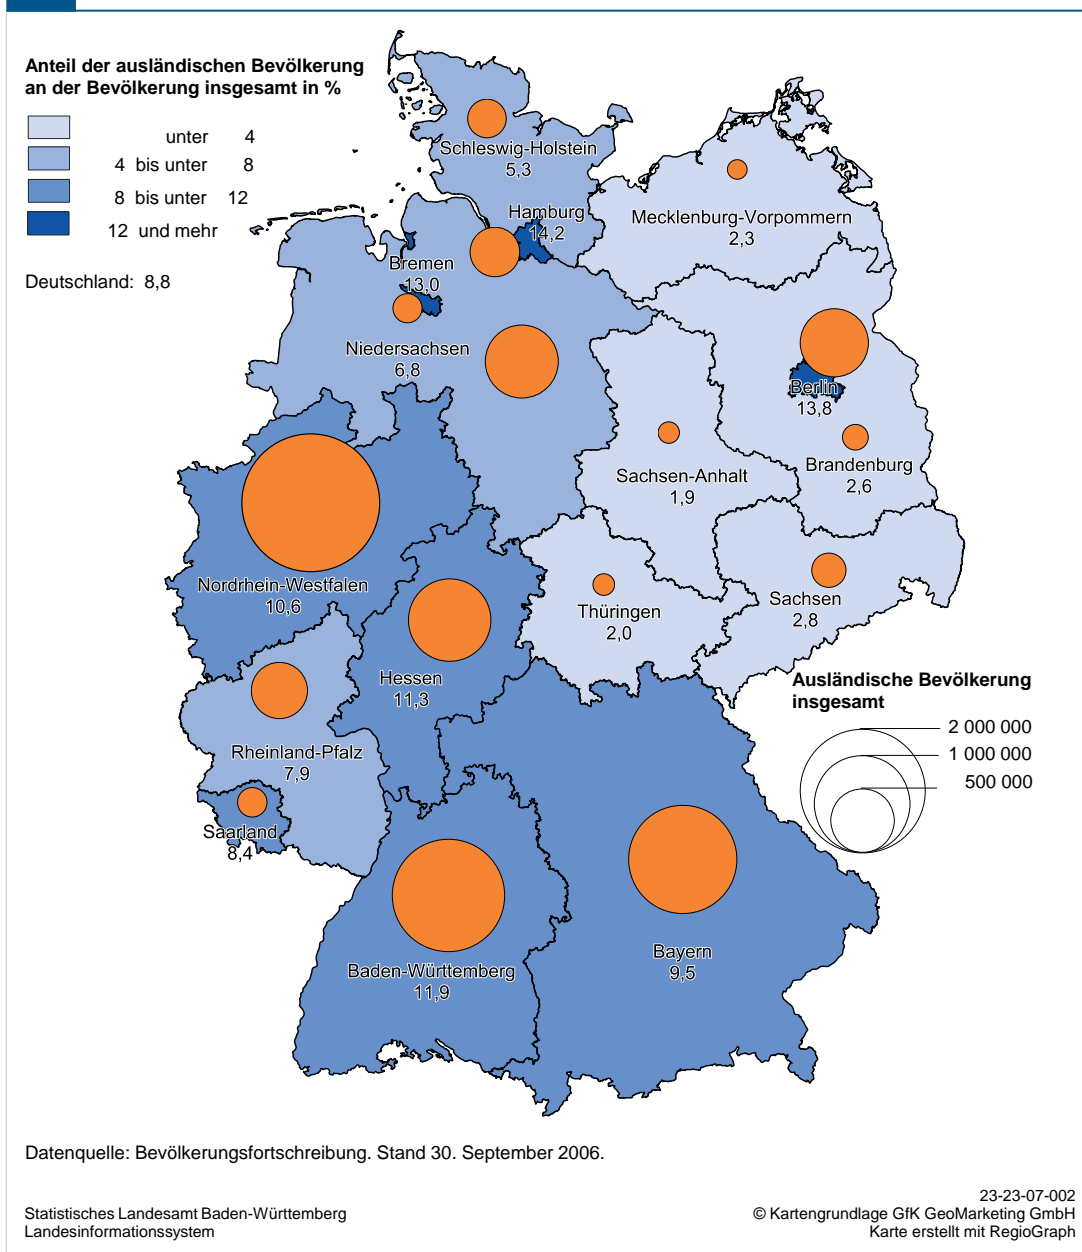 Anteil der ausländischen Bevölkerung
an der Bevölkerung insgesamt in %
unter 4
4 bis unter 8
8 bis unter 12
12 und mehr
Deutschland: 8,8
Schleswig-Holstein
5,3
Hamburg
14,2
Mecklenburg-Vorpommern
2,3
Bremen
13,0
Niedersachsen
6,8
Berlin
13,8
Brandenburg
2,6
Sachsen-Anhalt
1,9
Nordrhein-Westfalen
10,6
Thüringen
2,0
Sachsen
2,8
Hessen
11,3
Rheinland-Pfalz
7,9
Saarland
8,4
Baden-Württemberg
11,9
Bayern
9,5
Ausländische Bevölkerung
insgesamt
2 000 000
1 000 000
500 000
Datenquelle: Bevölkerungsfortschreibung. Stand 30. September 2006.
Statistisches Landesamt Baden-Württemberg
Landesinformationssystem
23-23-07-002
© Kartengrundlage GfK GeoMarketing GmbH
Karte erstellt mit RegioGraph